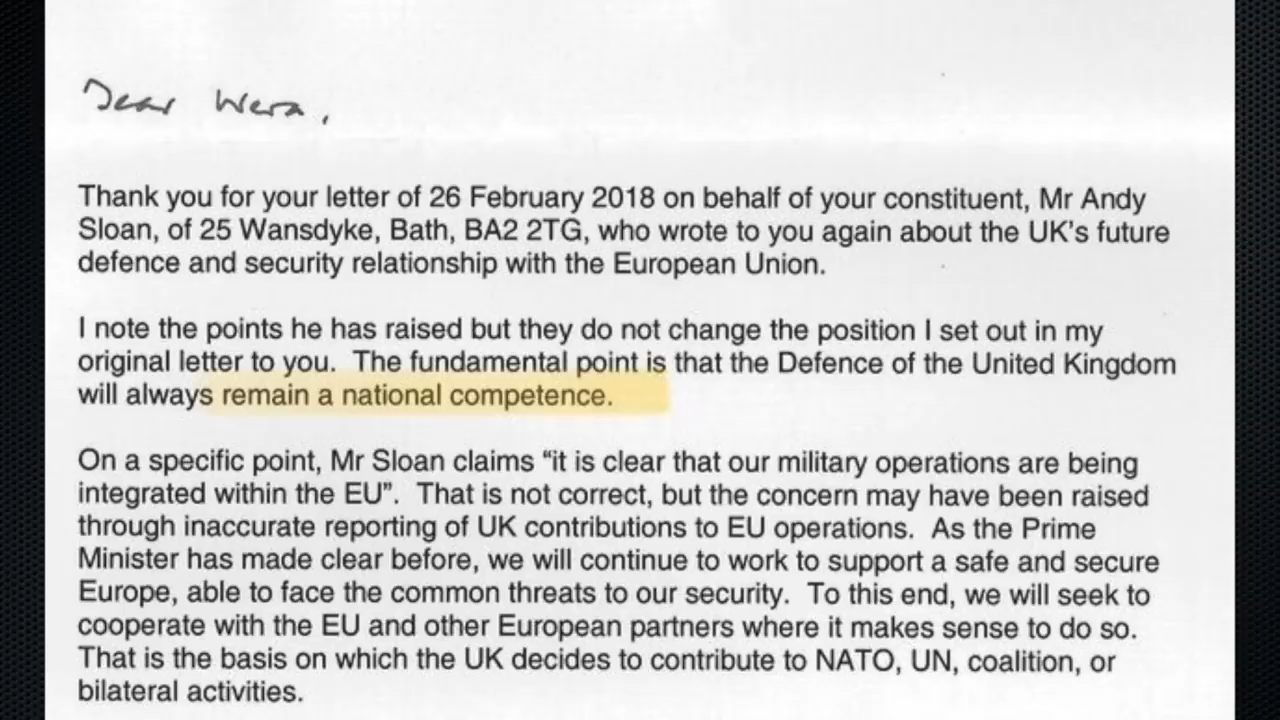 Dear Wera,
Thank you for your letter of 26 February 2018 on behalf of your constituent, Mr Andy
Sloan, of 25 Wansdyke, Bath, BA2 2TG, who wrote to you again about the UK's future
defence and security relationship with the European Union.
I note the points he has raised but they do not change the position I set out in my
original letter to you.  The fundamental point is that the Defence of the United Kingdom
will always remain a national competence.
On a specific point, Mr Sloan claims “it is clear that our military operations are being
integrated within the EU”.  That is not correct, but the concern may have been raised
through inaccurate reporting of UK contributions to EU operations.  As the Prime
Minister has made clear before, we will continue to work to support a safe and secure
Europe, able to face the common threats to our security.  To this end, we will seek to
cooperate with the EU and other European partners where it makes sense to do so.
That is the basis on which the UK decides to contribute to NATO, UN, coalition, or
bilateral activities.